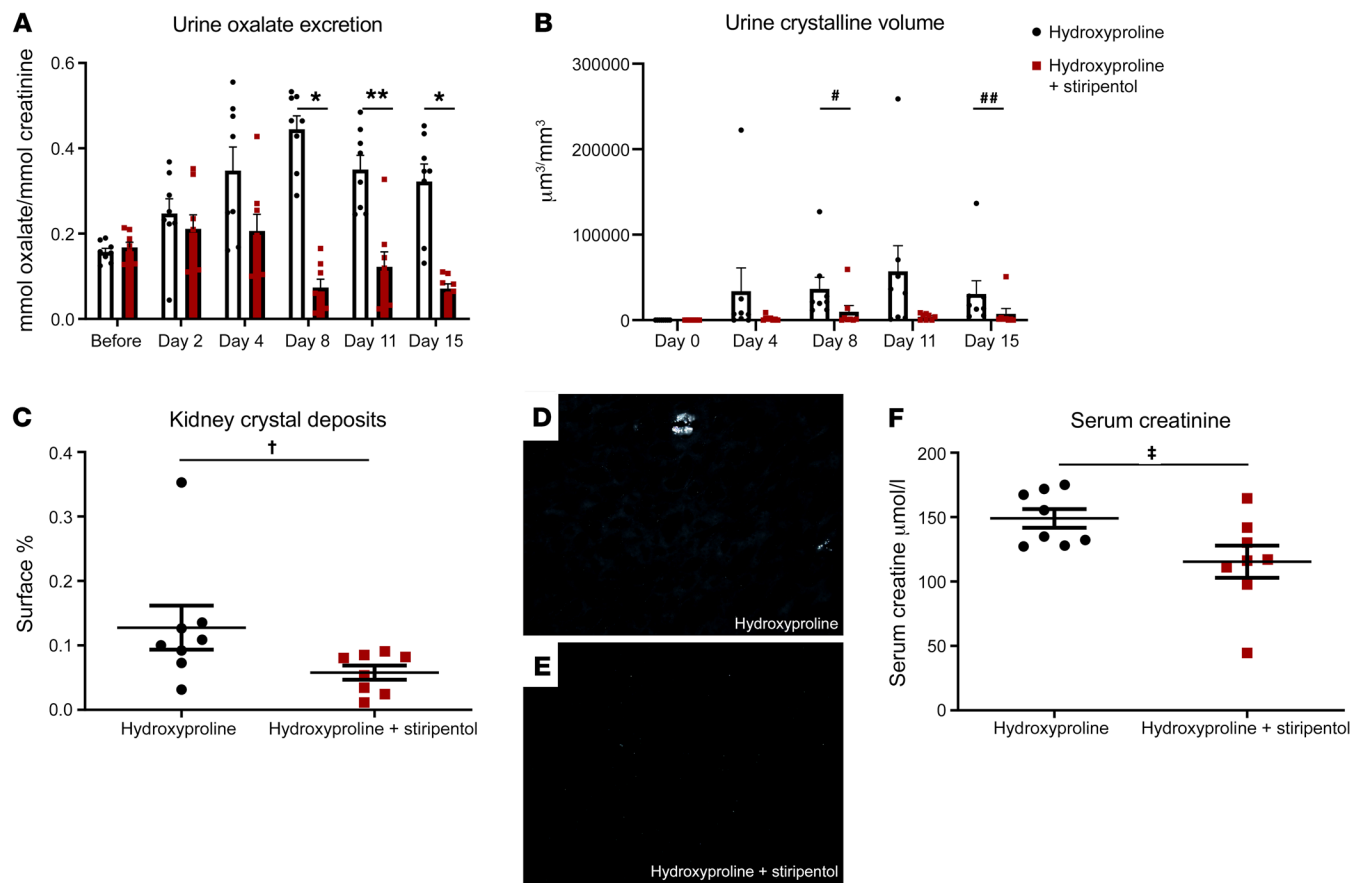 A
Urine oxalate excretion
mmol oxalate/mmol creatinine
0.6
0.4
0.2
0.0
*
**
*
Before
Day 2
Day 4
Day 8
Day 11
Day 15
B
Urine crystalline volume
μm³/mm³
300000
200000
100000
0
#
##
Day 0
Day 4
Day 8
Day 11
Day 15
Hydroxyproline
Hydroxyproline
+ stiripentol
C
Kidney crystal deposits
†
Surface %
0.4
0.3
0.2
0.1
0.0
Hydroxyproline
Hydroxyproline + stiripentol
D
Hydroxyproline
E
Hydroxyproline + stiripentol
F
Serum creatinine
‡
Serum creatine μmol/l
200
150
100
50
0
Hydroxyproline
Hydroxyproline + stiripentol